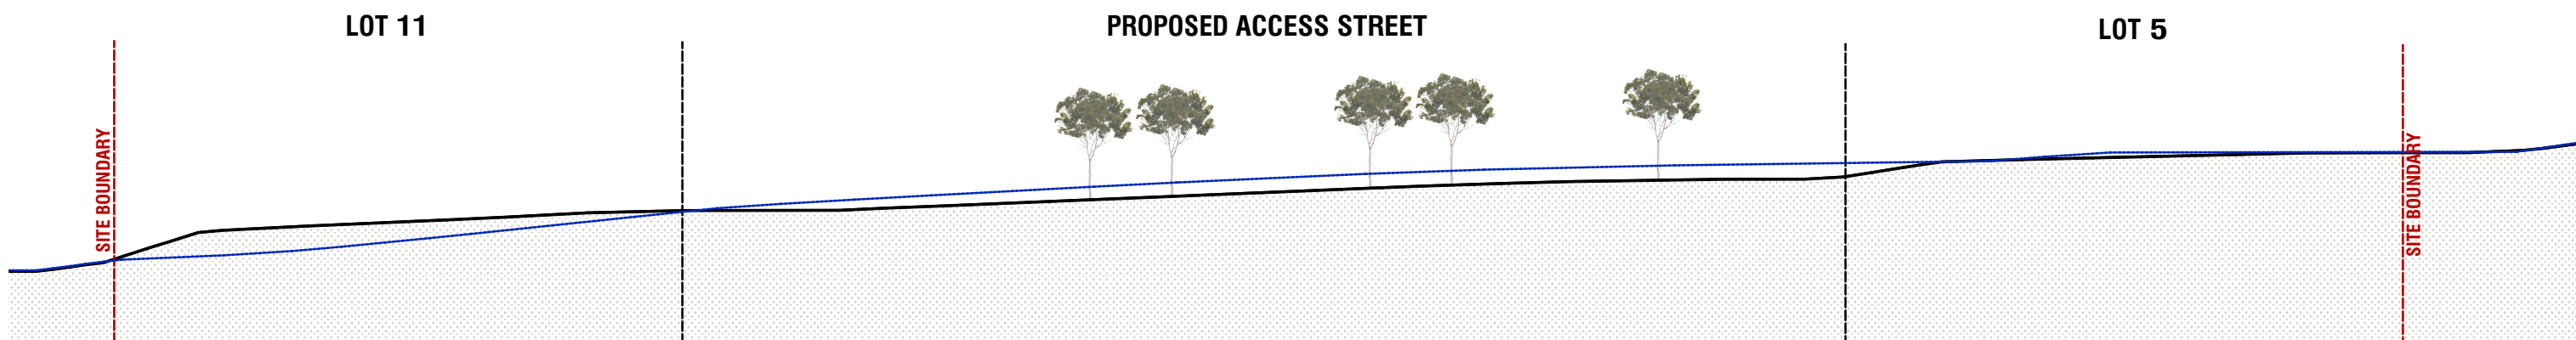 LOT 11
PROPOSED ACCESS STREET
LOT 5
SITE BOUNDARY
SITE BOUNDARY